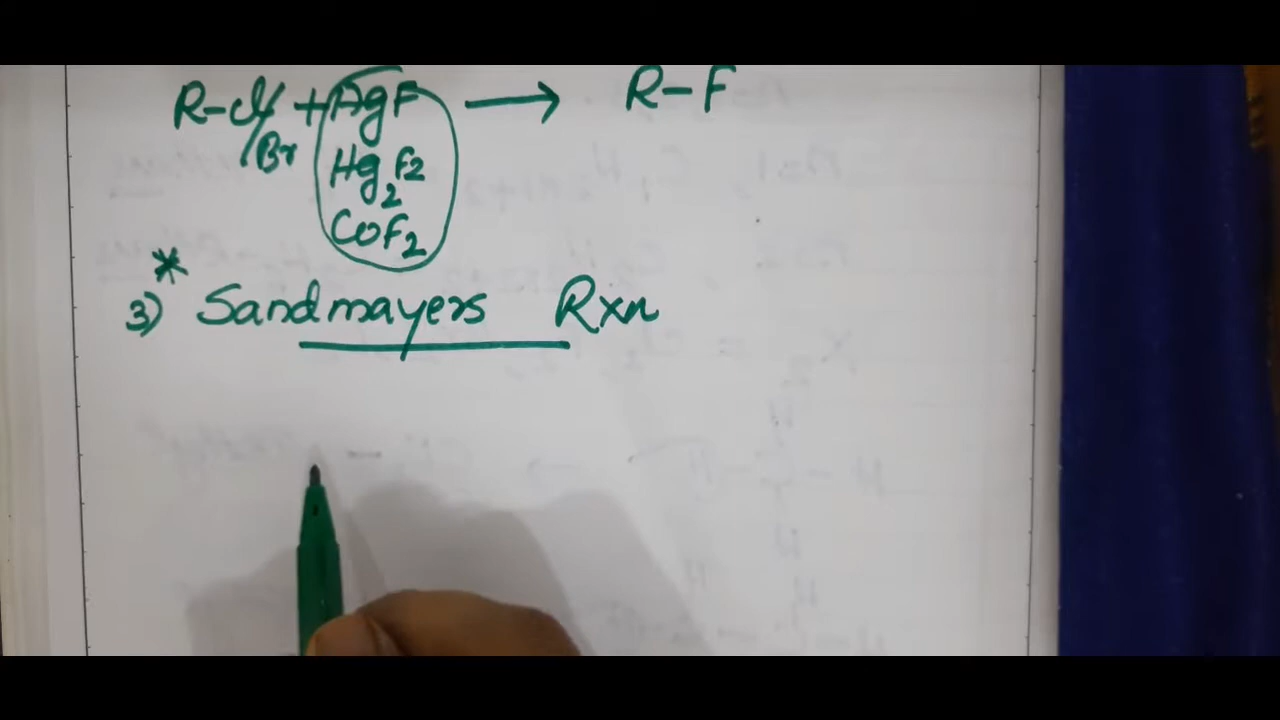 R-Cl/Br + AgF → R-F
Hg2F2
CoF2
*
3) Sandmayers Rxn